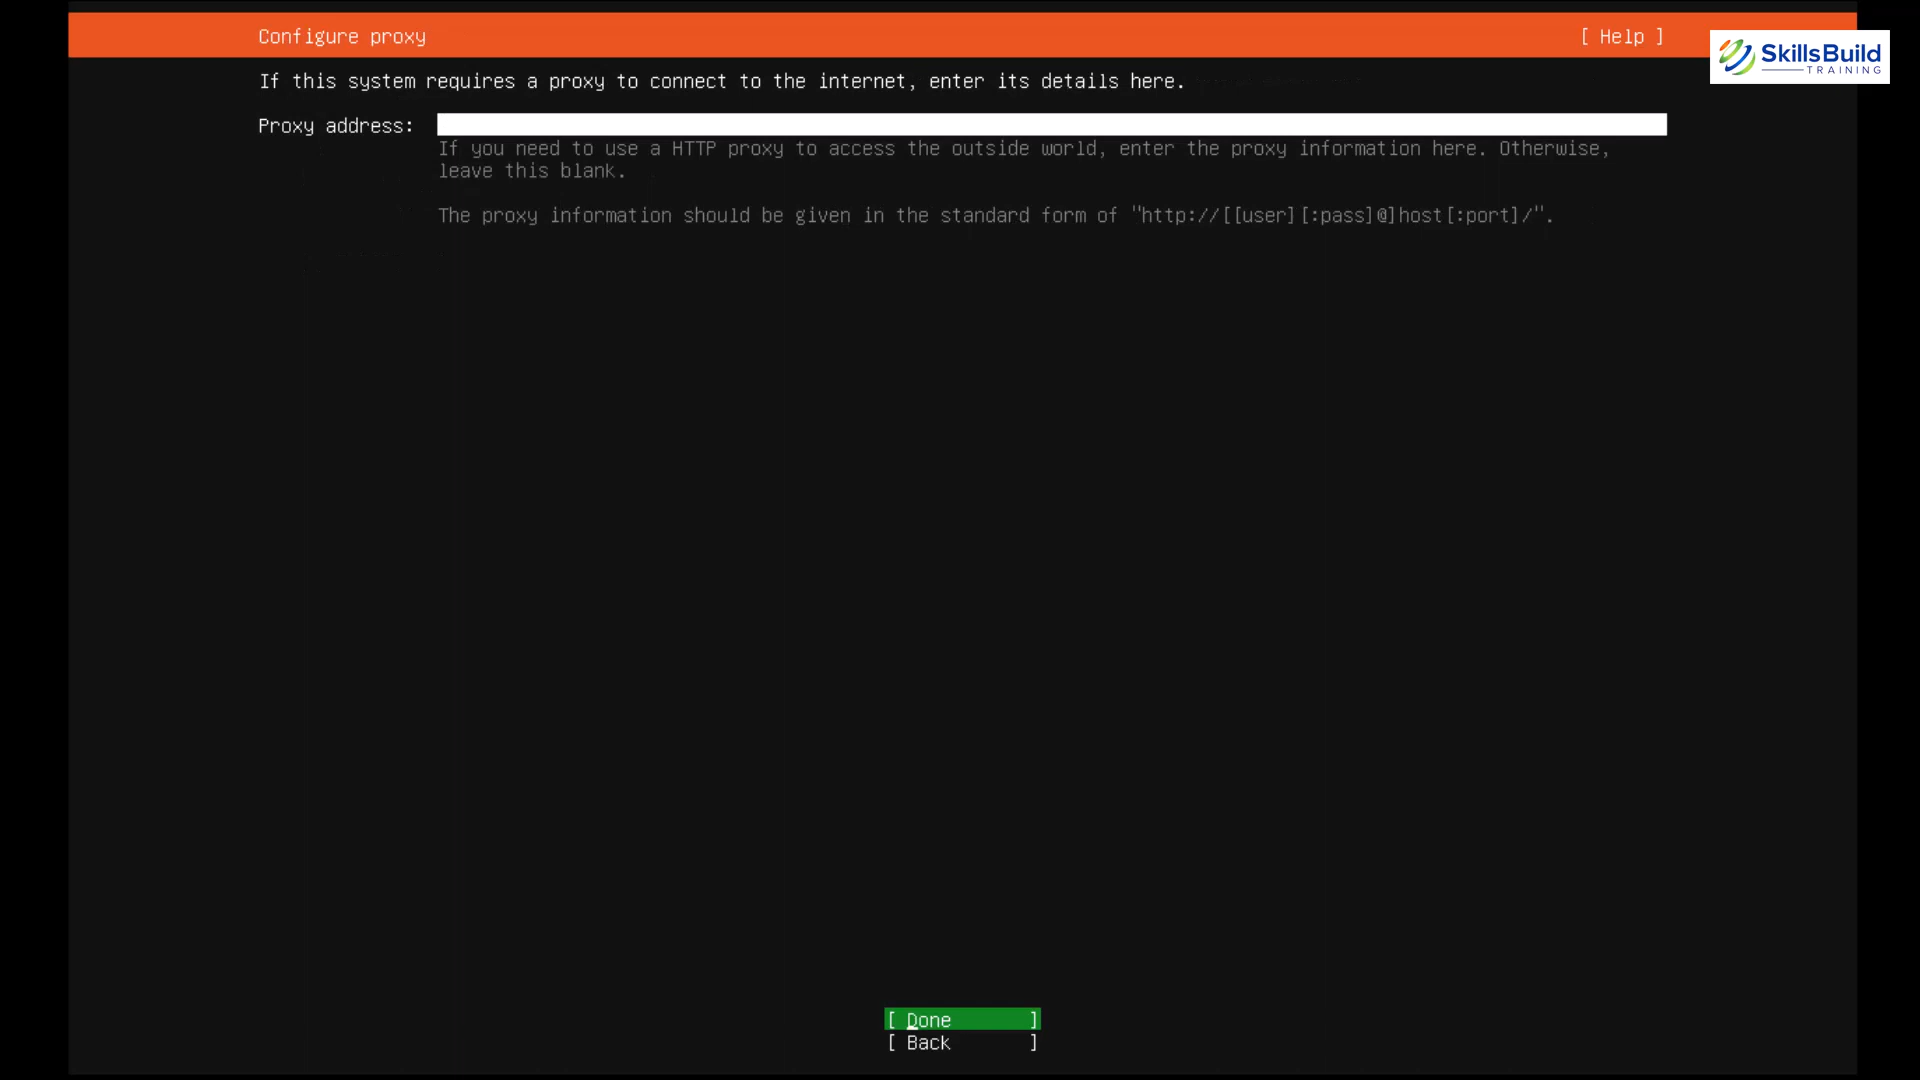 Configure proxy [ Help ]
SkillsBuild
TRAINING
If this system requires a proxy to connect to the internet, enter its details here.
Proxy address:
If you need to use a HTTP proxy to access the outside world, enter the proxy information here. Otherwise,
leave this blank.
The proxy information should be given in the standard form of "http://[[user][:pass]@]host[:port]/".
[ Done ]
[ Back ]